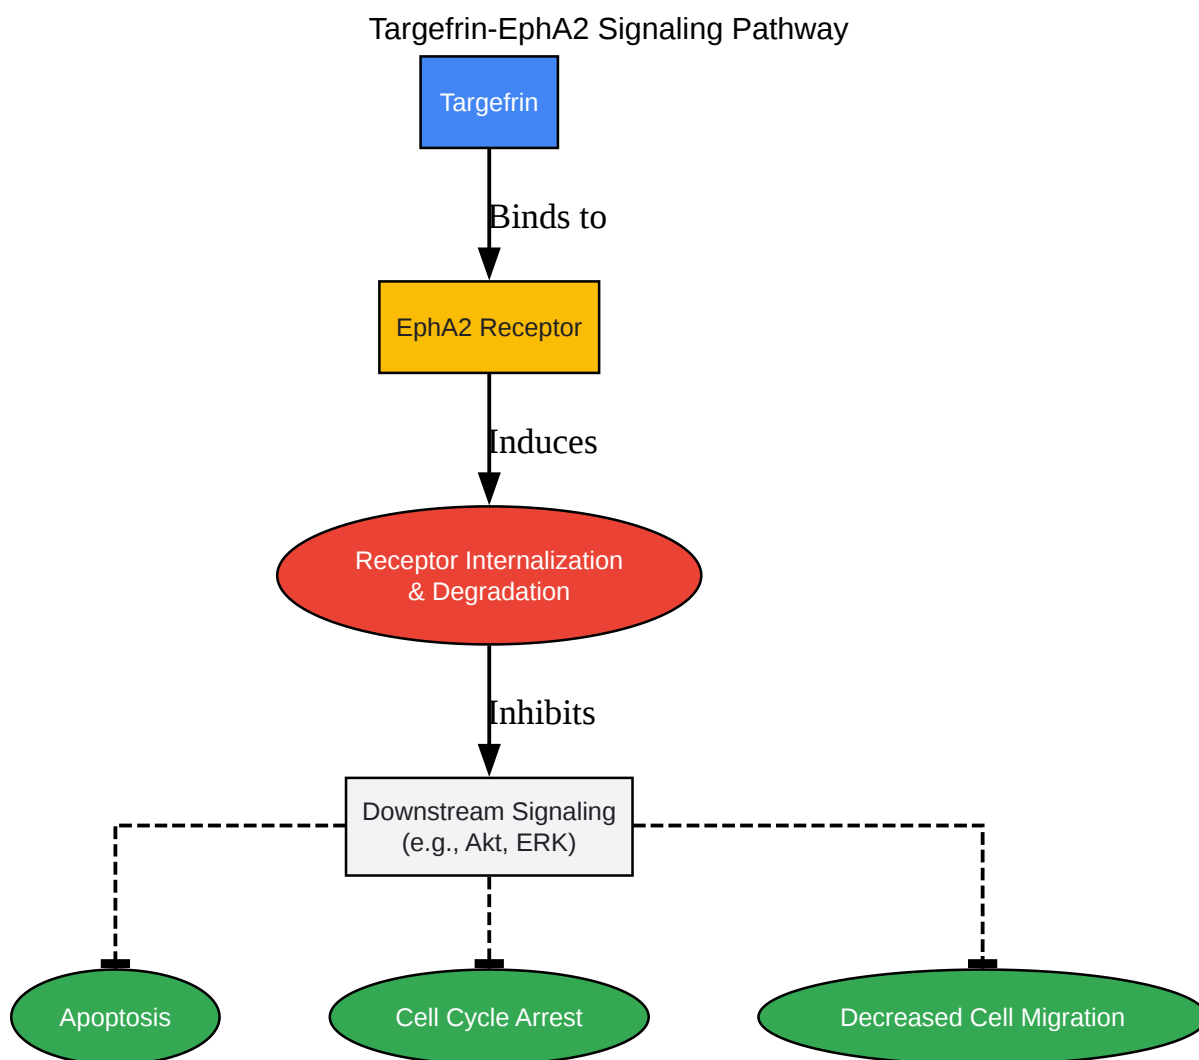 Targefrin-EphA2 Signaling Pathway
Targefrin
Binds to
EphA2 Receptor
Induces
Receptor Internalization
& Degradation
Inhibits
Downstream Signaling
(e.g., Akt, ERK)
Apoptosis
Cell Cycle Arrest
Decreased Cell Migration